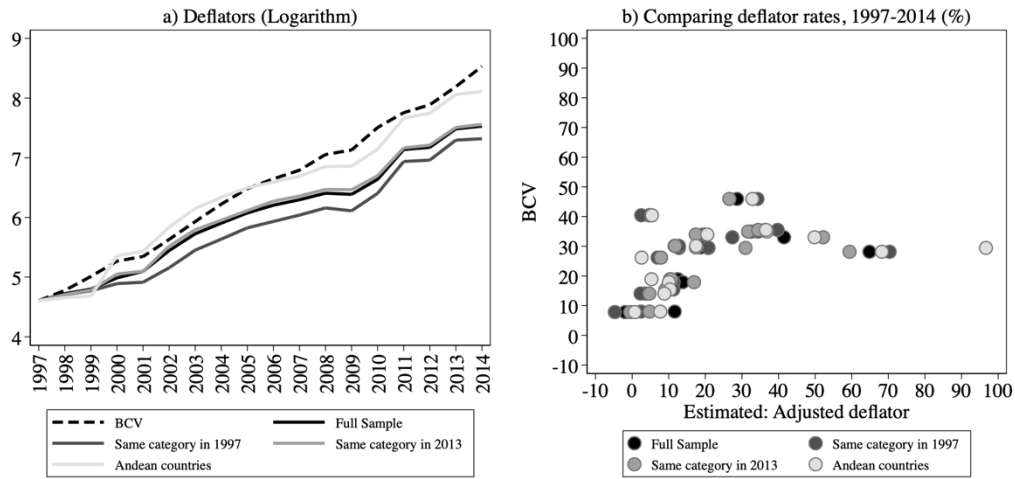 a) Deflators (Logarithm)
9
8
7
6
5
4
1997 1998 1999 2000 2001 2002 2003 2004 2005 2006 2007 2008 2009 2010 2011 2012 2013 2014
BCV Full Sample
Same category in 1997 Same category in 2013
Andean countries
b) Comparing deflator rates, 1997-2014 (%)
BCV
100
90
80
70
60
50
40
30
20
10
0
-10
-10 0 10 20 30 40 50 60 70 80 90 100
Estimated: Adjusted deflator
Full Sample Same category in 1997
Same category in 2013 Andean countries